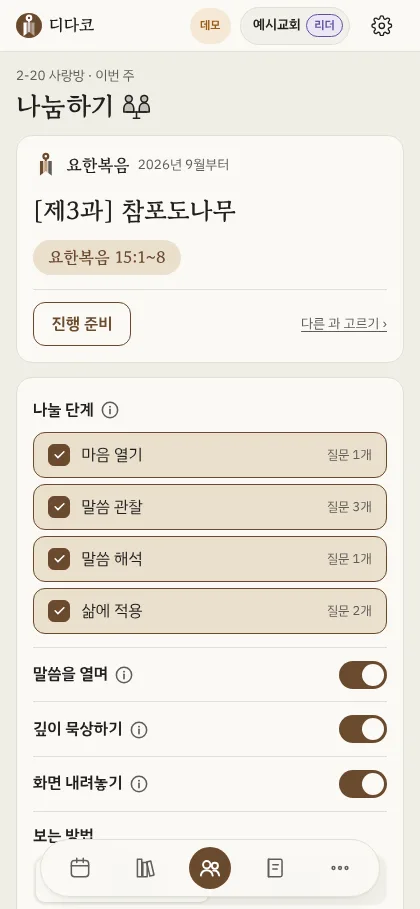 디다코
데모
예시교회 리더
2-20 사랑방 · 이번 주
나눔하기
요한복음 2026년 9월부터
[제3과] 참포도나무
요한복음 15:1~8
진행 준비
다른 과 고르기 ›
나눌 단계
마음 열기 질문 1개
말씀 관찰 질문 3개
말씀 해석 질문 1개
삶에 적용 질문 2개
말씀을 열며
깊이 묵상하기
화면 내려놓기
보는 방법